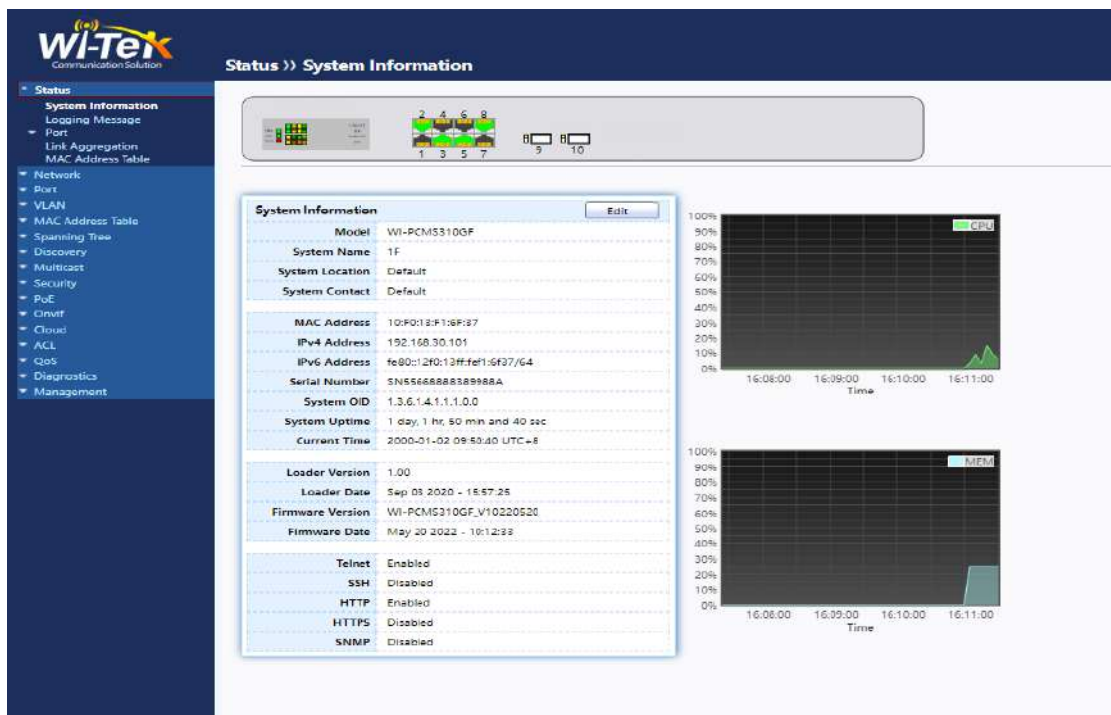 Wi-Tek
Communication Solution
Status >> System Information
Status
System Information
Logging Message
Port
Link Aggregation
MAC Address Table
Network
Port
VLAN
MAC Address Table
Spanning Tree
Discovery
Multicast
Security
PoE
Onvif
Cloud
ACL
QoS
Diagnostics
Management
2 4 6 8
1 3 5 7
9 10
System Information Edit
Model WI-PCMS310GF
System Name 1F
System Location Default
System Contact Default
MAC Address 10:F0:13:F1:6F:37
IPv4 Address 192.168.30.101
IPv6 Address fe80::12f0:13ff:fef1:6f37/64
Serial Number SN55668888389988A
System OID 1.3.6.1.4.1.1.1.0.0
System Uptime 1 day, 1 hr, 50 min and 40 sec
Current Time 2000-01-02 09:50:40 UTC+8
Loader Version 1.00
Loader Date Sep 03 2020 - 15:57:25
Firmware Version WI-PCMS310GF_V10220520
Firmware Date May 20 2022 - 10:12:33
Telnet Enabled
SSH Disabled
HTTP Enabled
HTTPS Disabled
SNMP Disabled
CPU
100%
90%
80%
70%
60%
50%
40%
30%
20%
10%
0%
16:08:00 16:09:00 16:10:00 16:11:00
Time
MEM
100%
90%
80%
70%
60%
50%
40%
30%
20%
10%
0%
16:08:00 16:09:00 16:10:00 16:11:00
Time